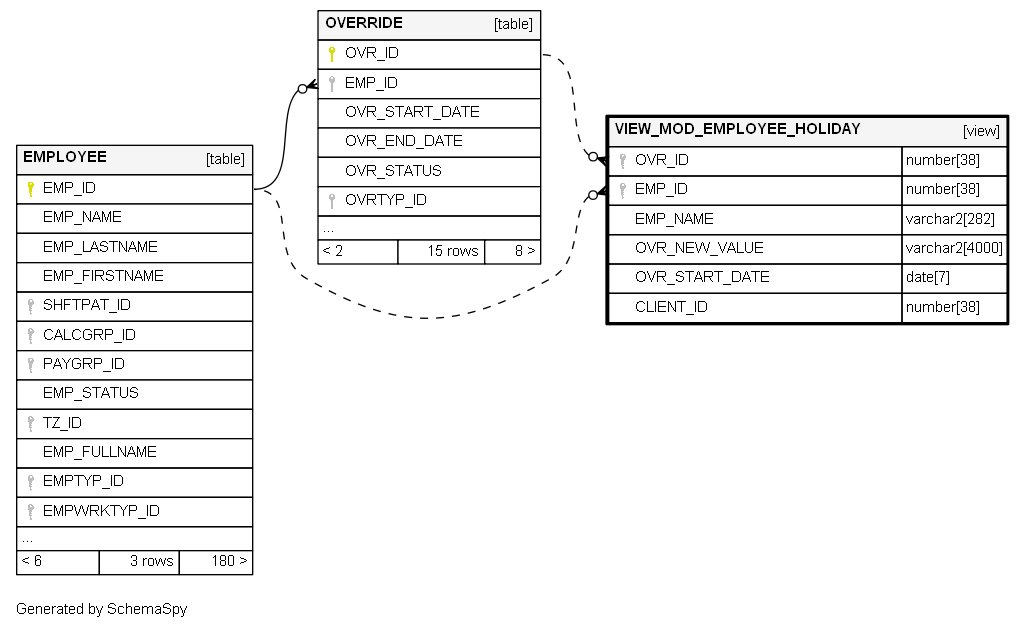 OVERRIDE [table]
OVR_ID
EMP_ID
OVR_START_DATE
OVR_END_DATE
OVR_STATUS
OVRTYP_ID
...
< 2 15 rows 8 >
VIEW_MOD_EMPLOYEE_HOLIDAY [view]
OVR_ID number[38]
EMP_ID number[38]
EMP_NAME varchar2[282]
OVR_NEW_VALUE varchar2[4000]
OVR_START_DATE date[7]
CLIENT_ID number[38]
EMPLOYEE [table]
EMP_ID
EMP_NAME
EMP_LASTNAME
EMP_FIRSTNAME
SHFTPAT_ID
CALCGRP_ID
PAYGRP_ID
EMP_STATUS
TZ_ID
EMP_FULLNAME
EMPTYP_ID
EMPWRKTYP_ID
...
< 6 3 rows 180 >
Generated by SchemaSpy